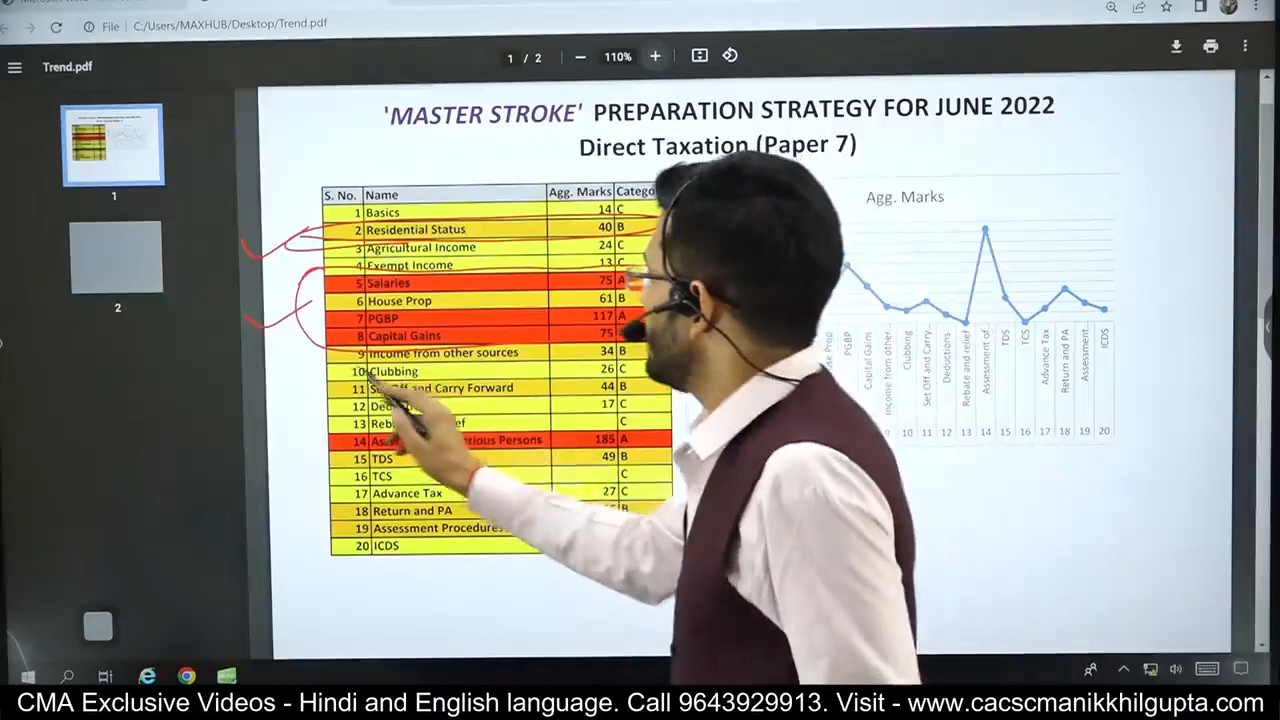 File | C:/Users/MAXHUB/Desktop/Trend.pdf
Trend.pdf
1 / 2
110%
1
2
'MASTER STROKE' PREPARATION STRATEGY FOR JUNE 2022
Direct Taxation (Paper 7)
S. No. Name Agg. Marks
1 Basics 14 C
2 Residential Status 40 B
3 Agricultural Income 24 C
4 Exempt Income 13 C
5 Salaries 75 A
6 House Prop 61 B
7 PGBP 117 A
8 Capital Gains 75
9 Income from other sources 34 B
10 Clubbing 26 C
11 Set Off and Carry Forward 44 B
12 17 C
13 C
14 Persons 185 A
15 TDS 49 B
16 TCS C
17 Advance Tax 27 C
18 Return and PA B
19 Assessment Procedures
20 ICDS
Agg. Marks
Prop
PGBP
Capital Gains
Income from other...
Clubbing
Set Off and Carry...
Deductions
Rebate and relief
Assessment of...
TDS
TCS
Advance Tax
Return and PA
Assessment...
ICDS
9 10 11 12 13 14 15 16 17 18 19 20
CMA Exclusive Videos - Hindi and English language. Call 9643929913. Visit - www.cacscmanikkhilgupta.com